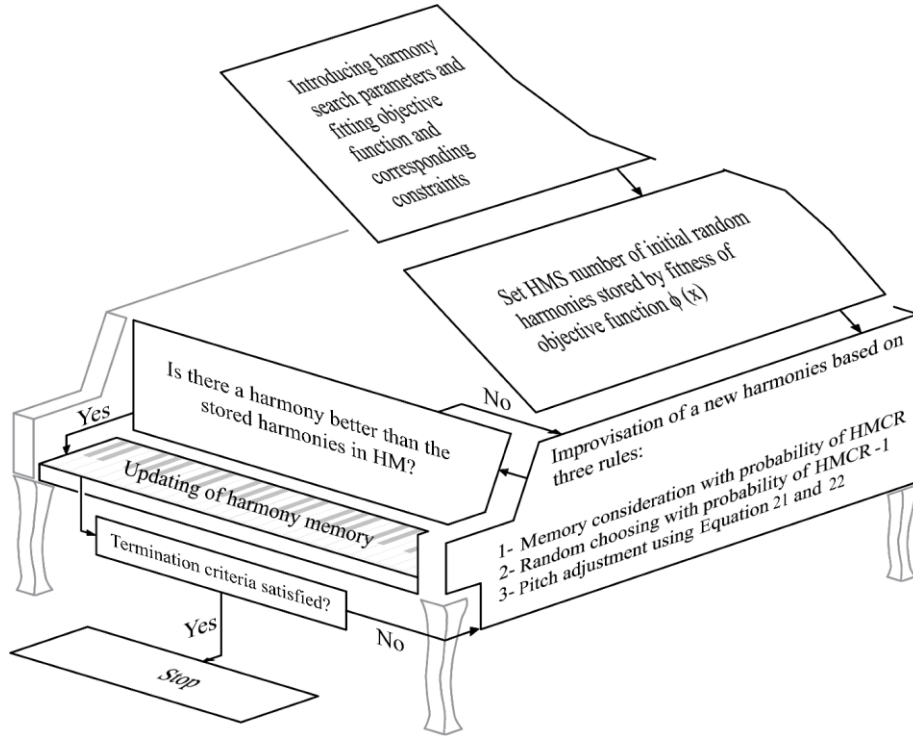 Introducing harmony
search parameters and
fitting objective
function and
corresponding
constraints
Set HMS number of initial random
harmonies stored by fitness of
objective function ϕ (x)
Improvisation of a new harmonies based on
three rules:
1- Memory consideration with probability of HMCR
2- Random choosing with probability of HMCR-1
3- Pitch adjustment using Equation 21 and 22
Is there a harmony better than the
stored harmonies in HM?
No
Yes
Updating of harmony memory
Termination criteria satisfied?
No
Yes
Stop